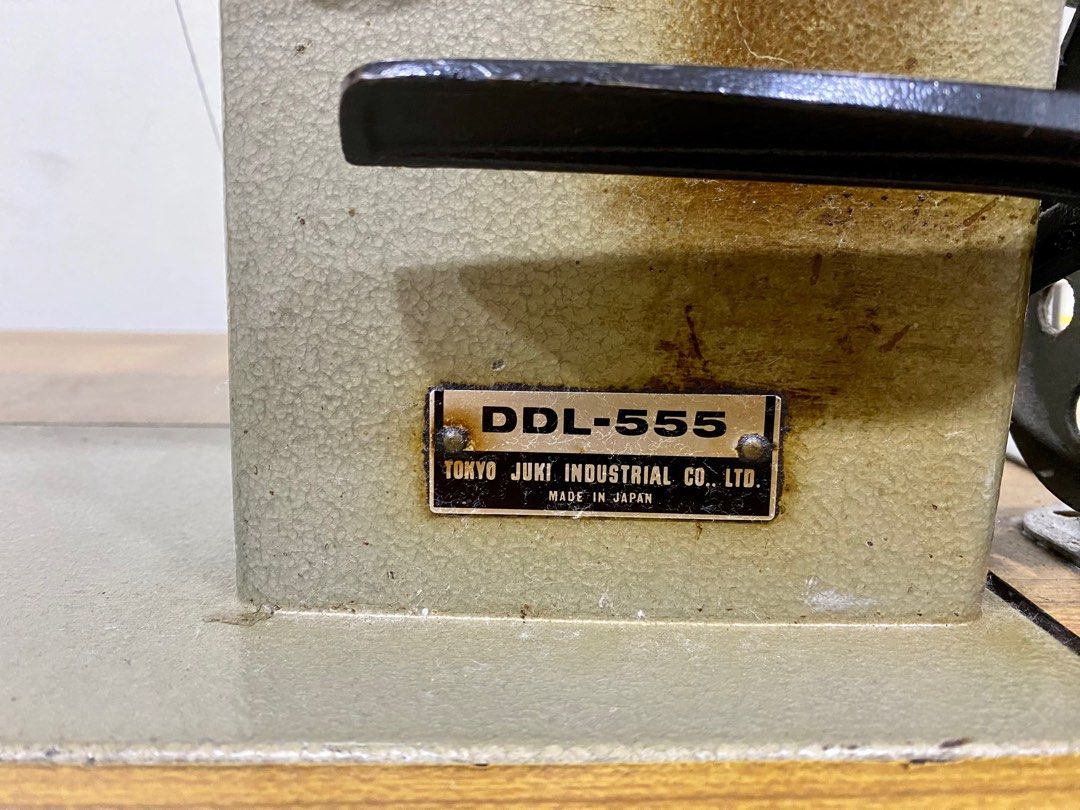 DDL-555
TOKYO JUKI INDUSTRIAL CO., LTD.
MADE IN JAPAN